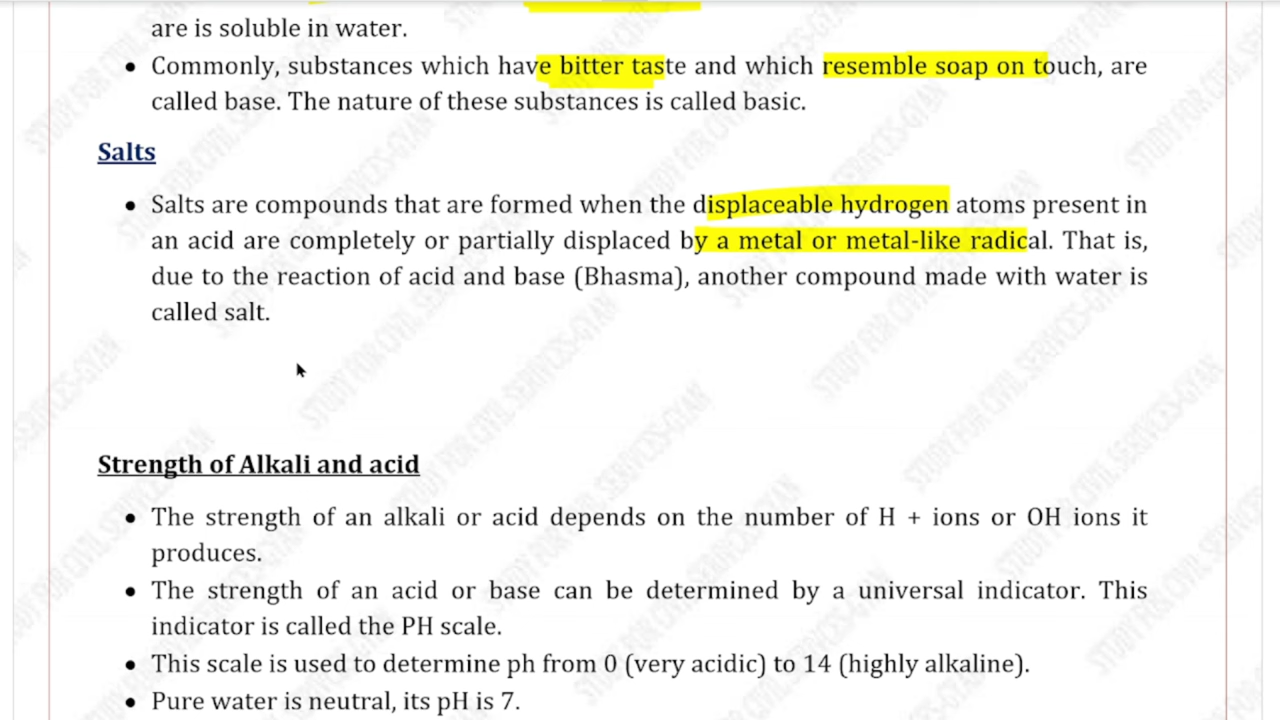 are is soluble in water.
• Commonly, substances which have bitter taste and which resemble soap on touch, are
called base. The nature of these substances is called basic.
Salts
• Salts are compounds that are formed when the displaceable hydrogen atoms present in
an acid are completely or partially displaced by a metal or metal-like radical. That is,
due to the reaction of acid and base (Bhasma), another compound made with water is
called salt.
Strength of Alkali and acid
• The strength of an alkali or acid depends on the number of H + ions or OH ions it
produces.
• The strength of an acid or base can be determined by a universal indicator. This
indicator is called the PH scale.
• This scale is used to determine ph from 0 (very acidic) to 14 (highly alkaline).
• Pure water is neutral, its pH is 7.